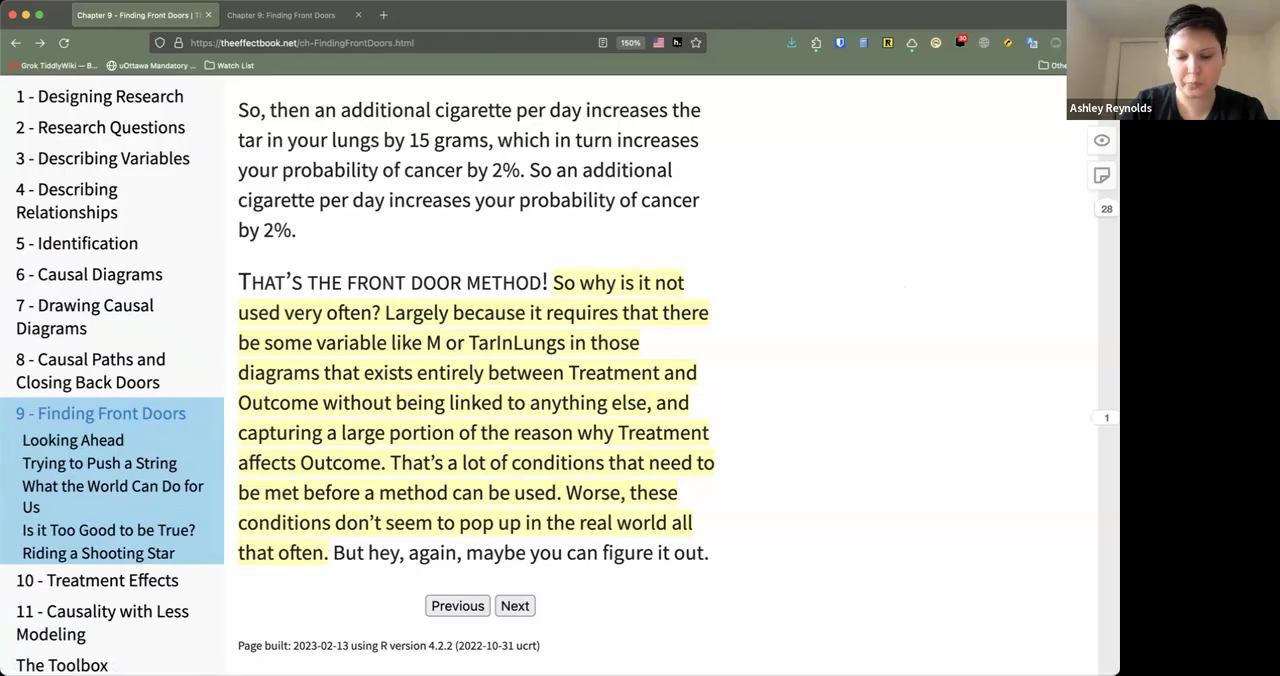 Chapter 9 - Finding Front Doors | Th
Chapter 9: Finding Front Doors
https://theeffectbook.net/ch-FindingFrontDoors.html
150%
30
Grok TiddlyWiki — B...
uOttawa Mandatory ...
Watch List
Othe
Ashley Reynolds
1 - Designing Research
2 - Research Questions
3 - Describing Variables
4 - Describing
Relationships
5 - Identification
6 - Causal Diagrams
7 - Drawing Causal
Diagrams
8 - Causal Paths and
Closing Back Doors
9 - Finding Front Doors
Looking Ahead
Trying to Push a String
What the World Can Do for
Us
Is it Too Good to be True?
Riding a Shooting Star
10 - Treatment Effects
11 - Causality with Less
Modeling
The Toolbox
So, then an additional cigarette per day increases the
tar in your lungs by 15 grams, which in turn increases
your probability of cancer by 2%. So an additional
cigarette per day increases your probability of cancer
by 2%.
THAT'S THE FRONT DOOR METHOD! So why is it not
used very often? Largely because it requires that there
be some variable like M or TarInLungs in those
diagrams that exists entirely between Treatment and
Outcome without being linked to anything else, and
capturing a large portion of the reason why Treatment
affects Outcome. That's a lot of conditions that need to
be met before a method can be used. Worse, these
conditions don't seem to pop up in the real world all
that often. But hey, again, maybe you can figure it out.
Previous
Next
Page built: 2023-02-13 using R version 4.2.2 (2022-10-31 ucrt)
28
1